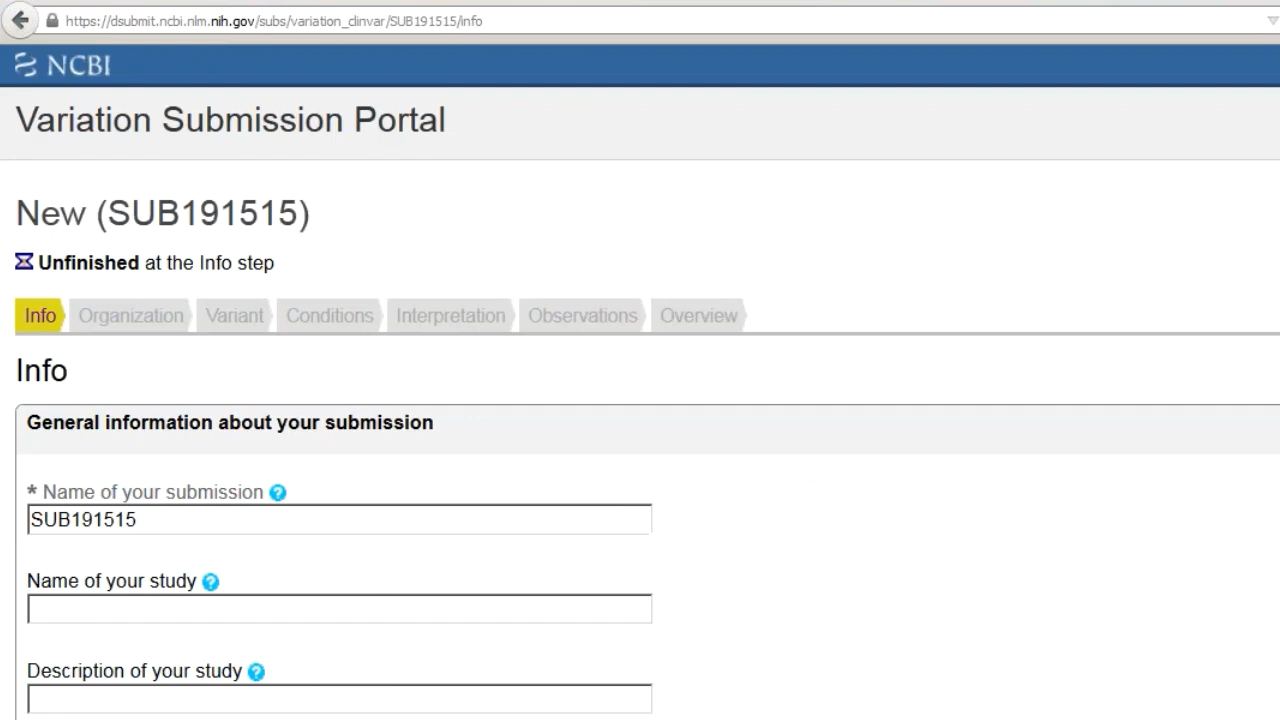 https://dsubmit.ncbi.nlm.nih.gov/subs/variation_clinvar/SUB191515/info
NCBI
Variation Submission Portal
New (SUB191515)
Unfinished at the Info step
Info Organization Variant Conditions Interpretation Observations Overview
Info
General information about your submission
* Name of your submission ?
SUB191515
Name of your study ?
Description of your study ?